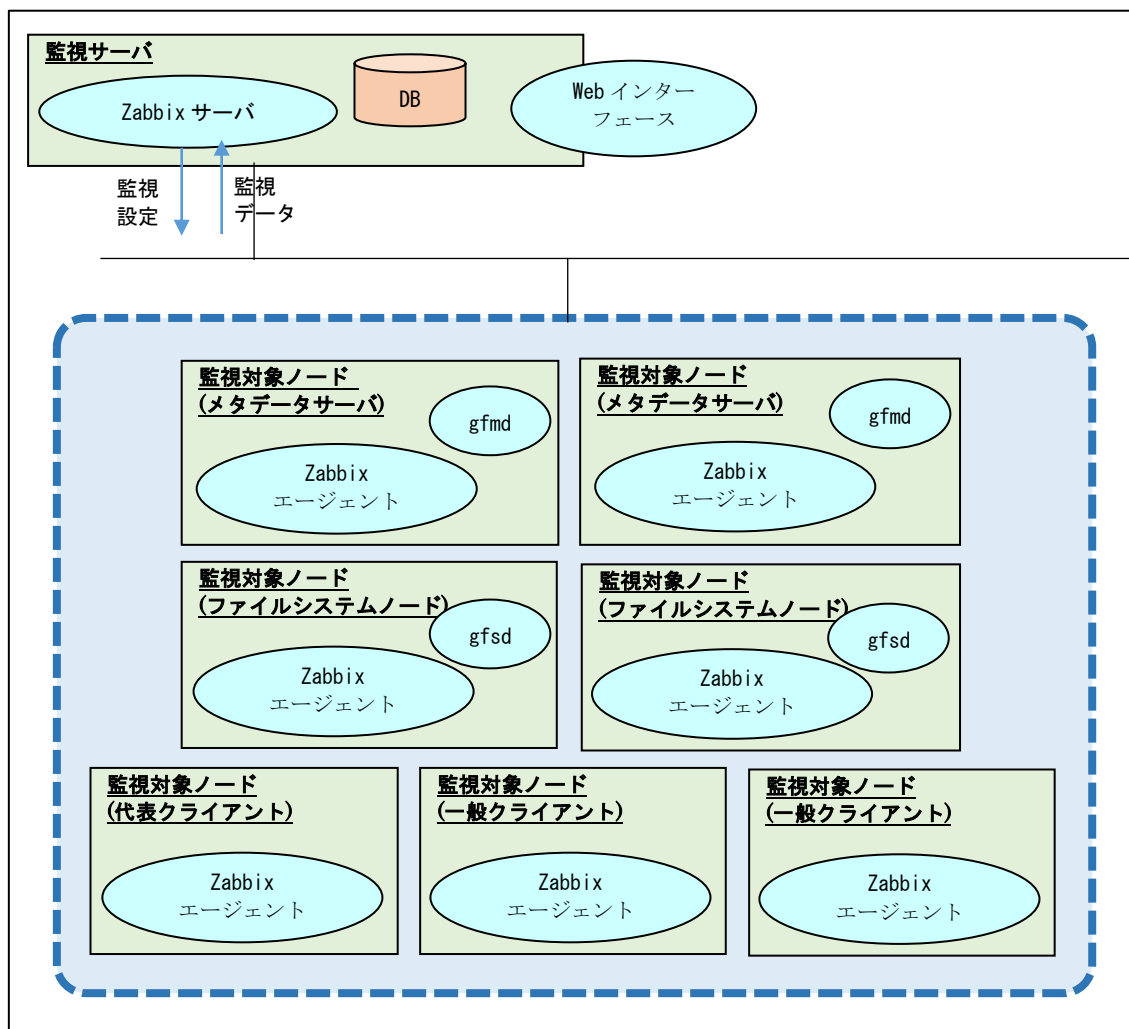 監視サーバ
Zabbix サーバ
DB
Web インター
フェース
監視
設定
監視
データ
監視対象ノード
(メタデータサーバ)
gfmd
Zabbix
エージェント
監視対象ノード
(メタデータサーバ)
gfmd
Zabbix
エージェント
監視対象ノード
(ファイルシステムノード)
gfsd
Zabbix
エージェント
監視対象ノード
(ファイルシステムノード)
gfsd
Zabbix
エージェント
監視対象ノード
(代表クライアント)
Zabbix
エージェント
監視対象ノード
(一般クライアント)
Zabbix
エージェント
監視対象ノード
(一般クライアント)
Zabbix
エージェント